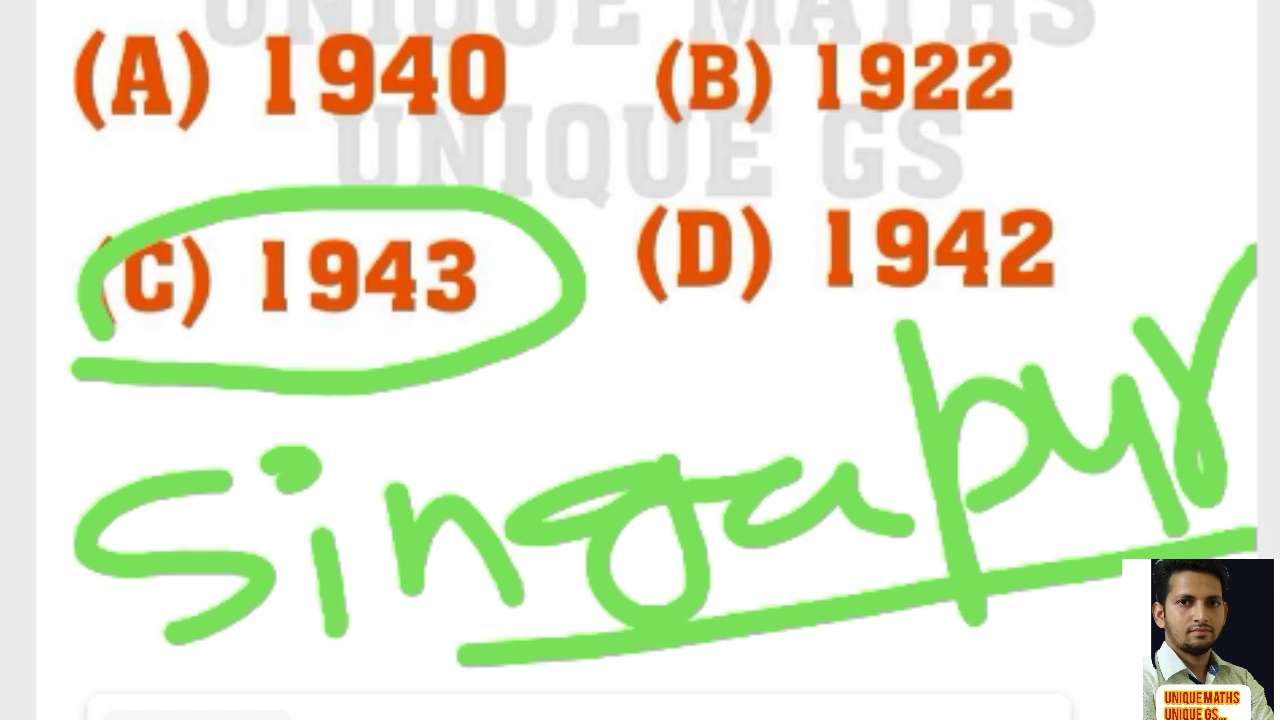 UNIQUE MATHS
(A) 1940 (B) 1922
UNIQUE GS
(C) 1943 (D) 1942
singapur
UNIQUE MATHS
UNIQUE GS...